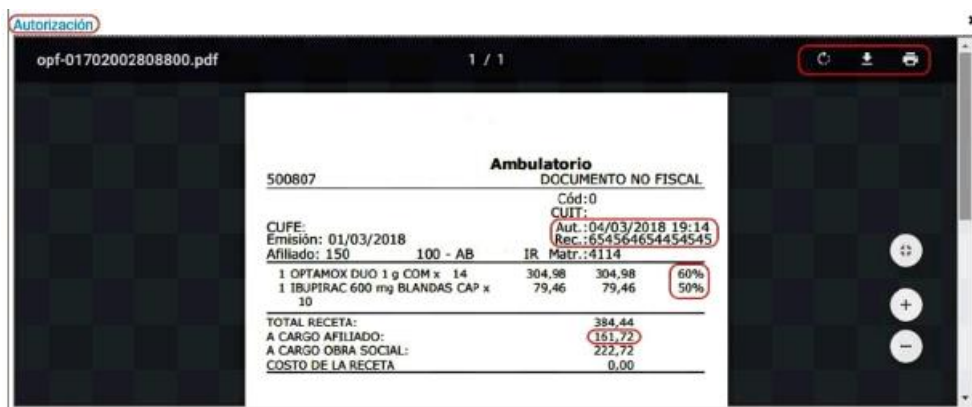 Autorización
opf-01702002808800.pdf 1 / 1
Ambulatorio
500807 DOCUMENTO NO FISCAL
Cód:0
CUIT:
CUFE: Aut.:04/03/2018 19:14
Emisión: 01/03/2018 Rec.:654564654454545
Afiliado: 150 100 - AB IR Matr.:4114
1 OPTAMOX DUO 1 g COM x 14 304,98 304,98 60%
1 IBUPIRAC 600 mg BLANDAS CAP x 79,46 79,46 50%
10
TOTAL RECETA: 384,44
A CARGO AFILIADO: 161,72
A CARGO OBRA SOCIAL: 222,72
COSTO DE LA RECETA 0,00